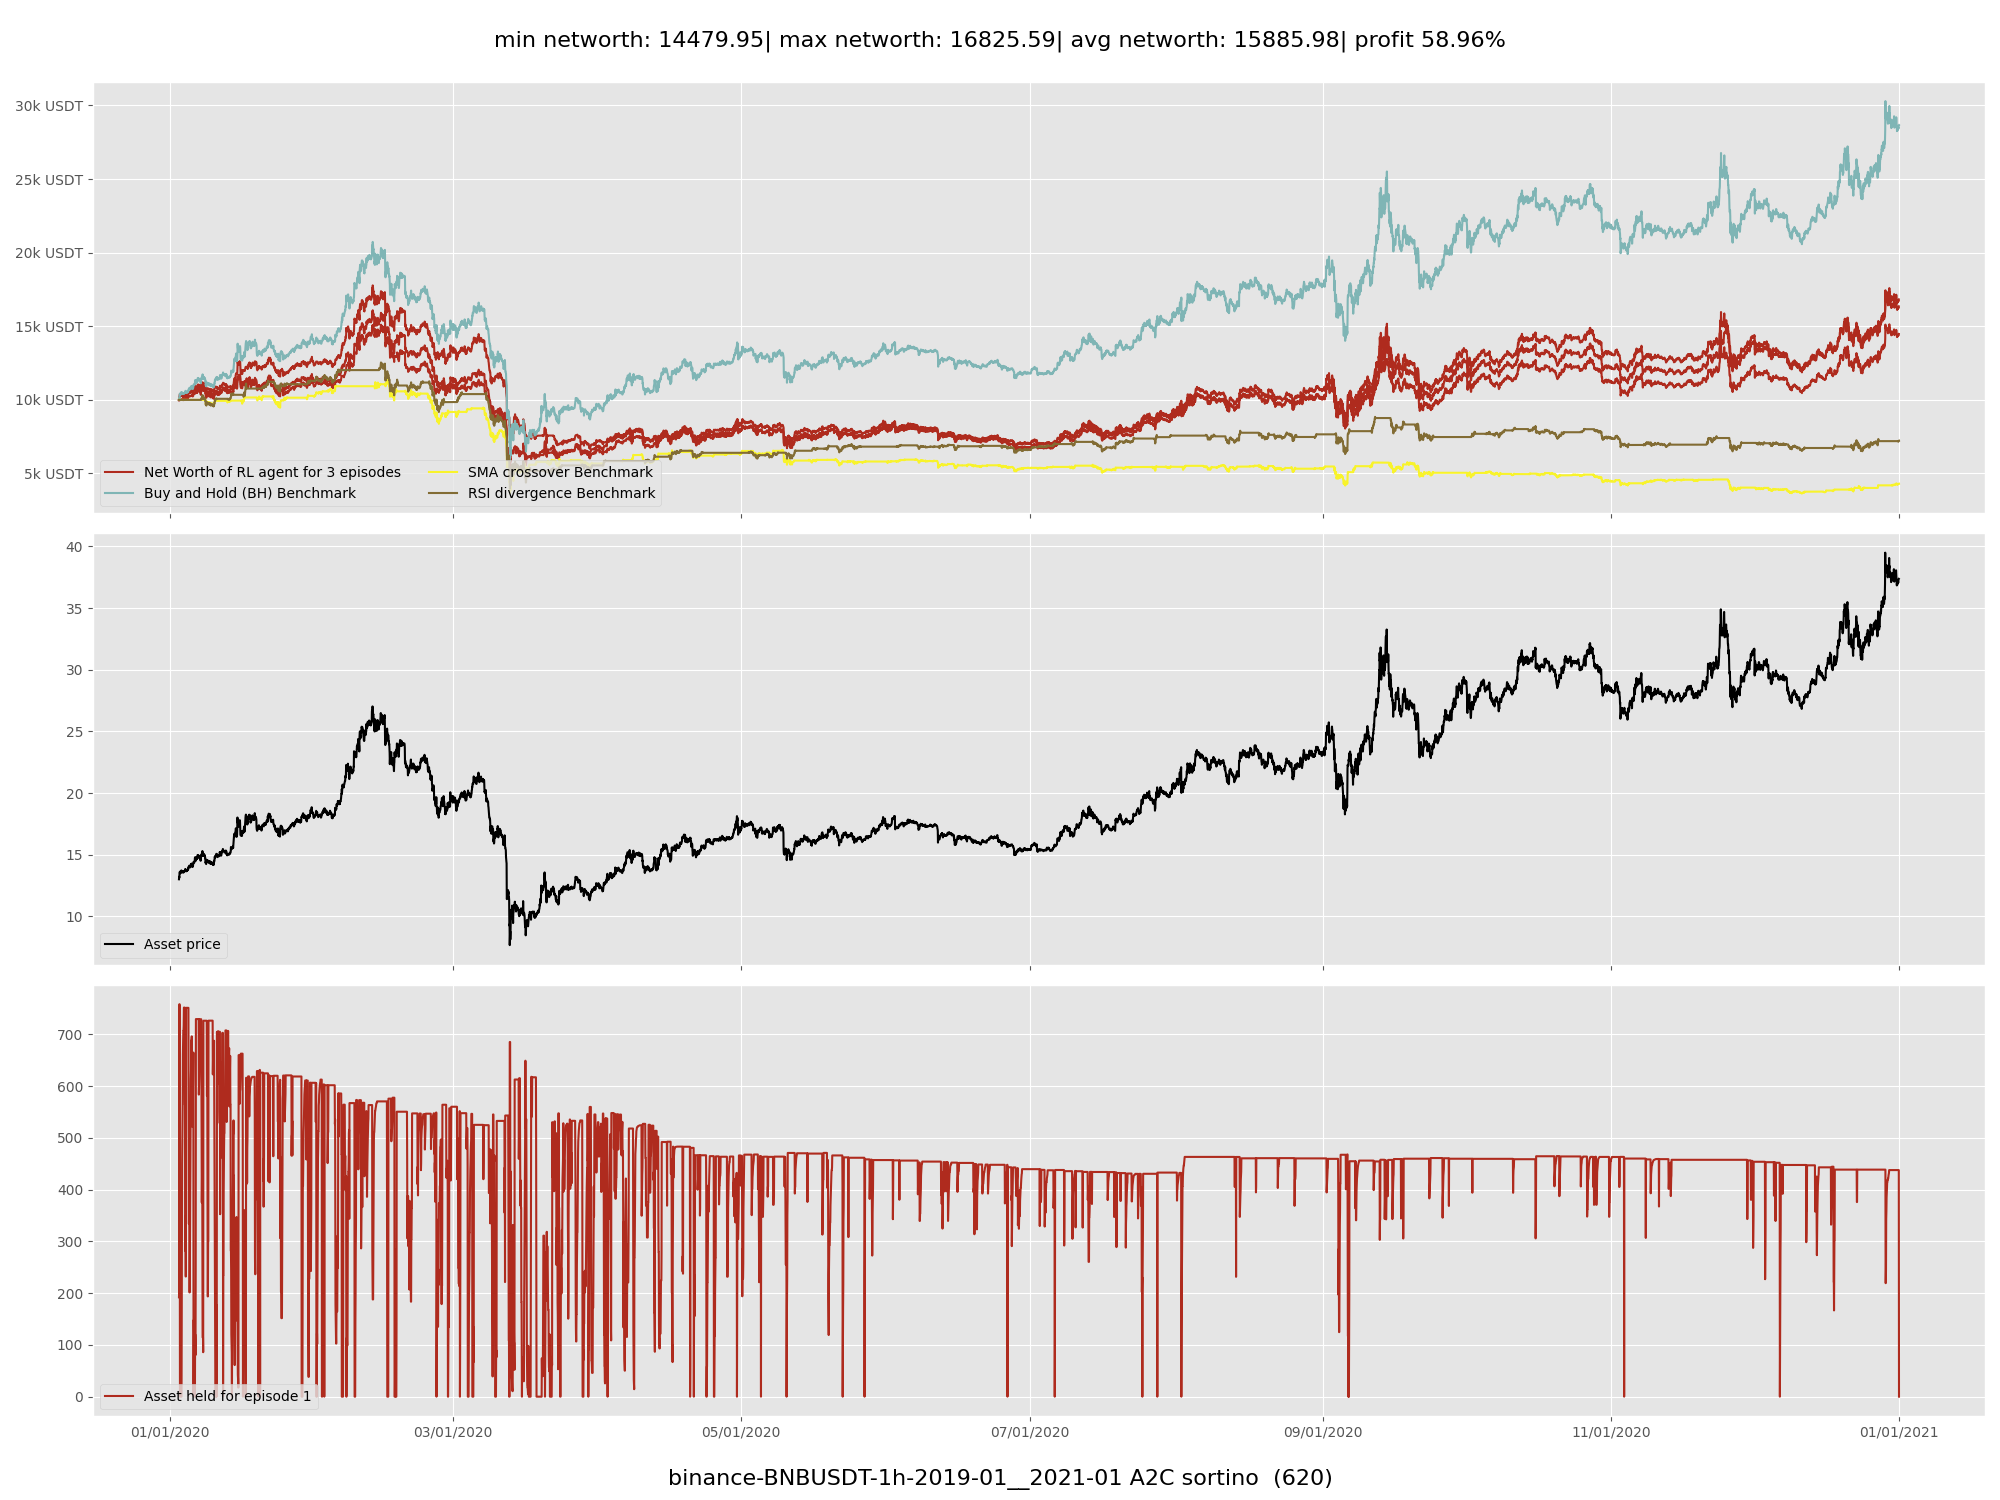 min networth: 14479.95| max networth: 16825.59| avg networth: 15885.98| profit 58.96%
30k USDT
25k USDT
20k USDT
15k USDT
10k USDT
5k USDT
Net Worth of RL agent for 3 episodes
Buy and Hold (BH) Benchmark
SMA crossover Benchmark
RSI divergence Benchmark
40
35
30
25
20
15
10
Asset price
700
600
500
400
300
200
100
0
Asset held for episode 1
01/01/2020
03/01/2020
05/01/2020
07/01/2020
09/01/2020
11/01/2020
01/01/2021
binance-BNBUSDT-1h-2019-01__2021-01 A2C sortino  (620)